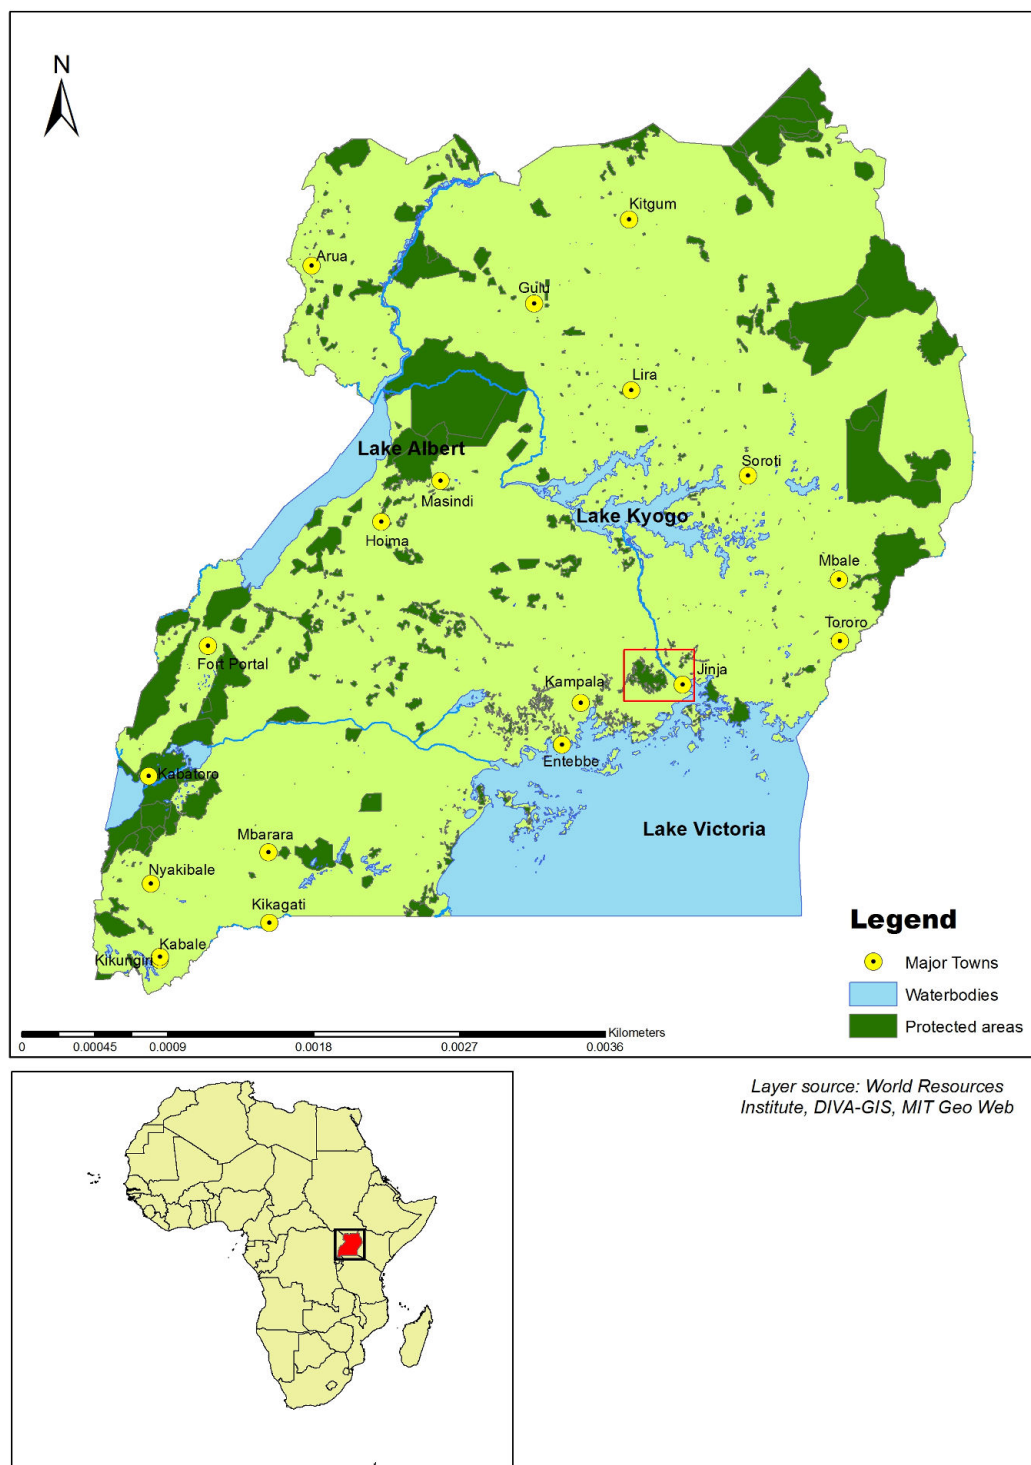 N
Kitgum
Arua
Gulu
Lira
Lake Albert
Soroti
Masindi
Lake Kyogo
Hoima
Mbale
Tororo
Fort Portal
Jinja
Kampala
Entebbe
Kabatoro
Lake Victoria
Mbarara
Nyakibale
Kikagati
Kabale
Kikungiri
Legend
Major Towns
Waterbodies
Protected areas
Kilometers
0 0.00045 0.0009 0.0018 0.0027 0.0036
Layer source: World Resources
Institute, DIVA-GIS, MIT Geo Web